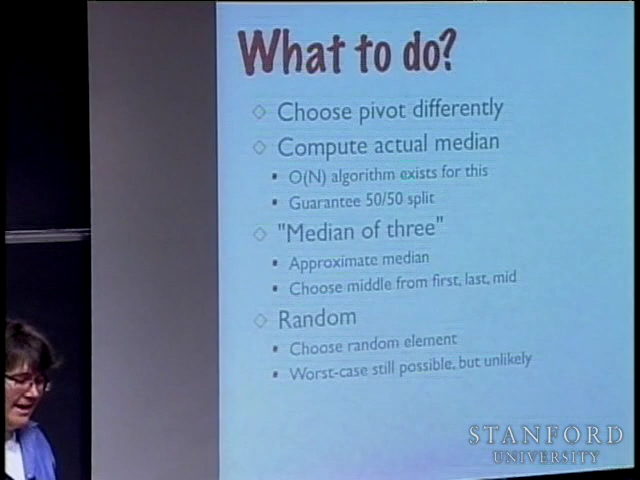 What to do?
Choose pivot differently
Compute actual median
O(N) algorithm exists for this
Guarantee 50/50 split
"Median of three"
Approximate median
Choose middle from first, last, mid
Random
Choose random element
Worst-case still possible, but unlikely
STANFORD
UNIVERSITY